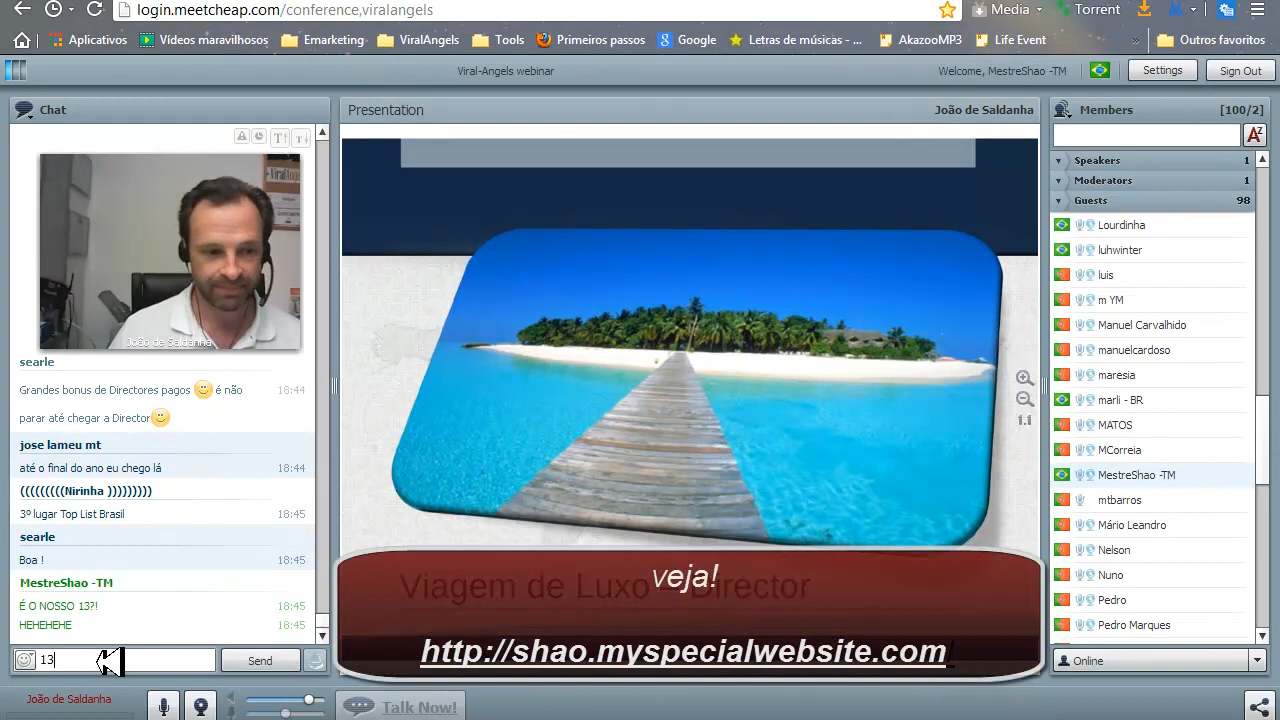 login.meetcheap.com/conference,viralangels
Media
Torrent
Aplicativos
Vídeos maravilhosos
Emarketing
ViralAngels
Tools
Primeiros passos
Google
Letras de músicas - ...
AkazooMP3
Life Event
»
Outros favoritos
Viral-Angels webinar
Welcome, MestreShao -TM
Settings
Sign Out
Chat
João de Saldanha
searle
Grandes bonus de Directores pagos é não
18:44
parar até chegar a Director
jose lameu mt
até o final do ano eu chego lá
18:44
(((((((((Nirinha )))))))))
3º lugar Top List Brasil
18:45
searle
Boa !
18:45
MestreShao -TM
É O NOSSO 13?!
18:45
HEHEHEHE
18:45
13
Send
João de Saldanha
Presentation
João de Saldanha
1.1
Viagem de Luxo - Director
veja!
http://shao.myspecialwebsite.com/
Talk Now!
Members
[100/2]
Speakers 1
Moderators 1
Guests 98
Lourdinha
luhwinter
luis
m YM
Manuel Carvalhido
manuelcardoso
maresia
marli - BR
MATOS
MCorreia
MestreShao -TM
mtbarros
Mário Leandro
Nelson
Nuno
Pedro
Pedro Marques
Online